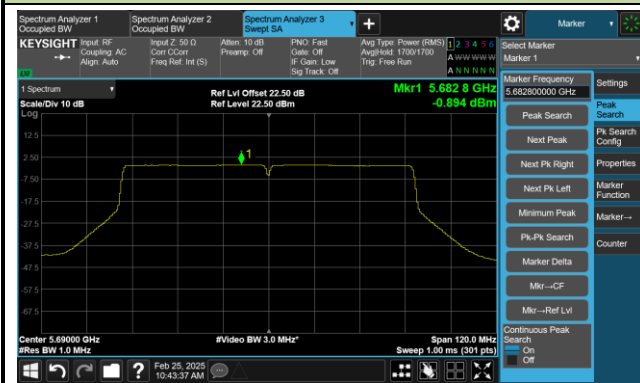 Spectrum Analyzer 1
Occupied BW
Spectrum Analyzer 2
Occupied BW
Spectrum Analyzer 3
Swept SA
+
Marker
KEYSIGHT
Input: RF
Coupling: AC
Align: Auto
Input Z: 50 Ω
Corr CCorr
Freq Ref: Int (S)
Atten: 10 dB
Preamp: Off
PNO: Fast
Gate: Off
IF Gain: Low
Sig Track: Off
Avg Type: Power (RMS)
Avg|Hold: 1700/1700
Trig: Free Run
1 2 3 4 5 6
A W W W W W
A N N N N N
Select Marker
Marker 1
1 Spectrum
Scale/Div 10 dB
Log
Ref Lvl Offset 22.50 dB
Ref Level 22.50 dBm
Mkr1 5.682 8 GHz
-0.894 dBm
12.5
2.50
-7.50
-17.5
-27.5
-37.5
-47.5
-57.5
-67.5
1
Center 5.69000 GHz
#Res BW 1.0 MHz
#Video BW 3.0 MHz*
Span 120.0 MHz
Sweep 1.00 ms (301 pts)
Marker Frequency
5.682800000 GHz
Peak Search
Next Peak
Next Pk Right
Next Pk Left
Minimum Peak
Pk-Pk Search
Marker Delta
Mkr→CF
Mkr→Ref Lvl
Continuous Peak
Search
On
Off
Settings
Peak
Search
Pk Search
Config
Properties
Marker
Function
Marker→
Counter
?
Feb 25, 2025
10:43:37 AM